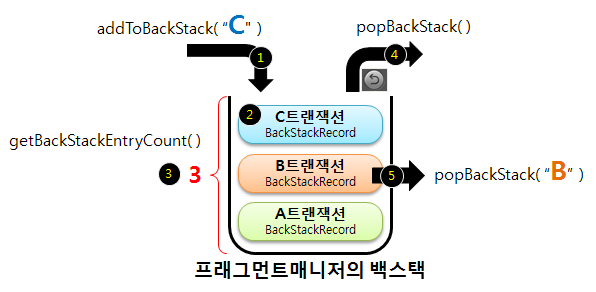 addToBackStack( "C" )
popBackStack( )
1
4
2
C트랜잭션
BackStackRecord
getBackStackEntryCount( )
3
3
B트랜잭션
BackStackRecord
5
popBackStack( "B" )
A트랜잭션
BackStackRecord
프래그먼트매니저의 백스택